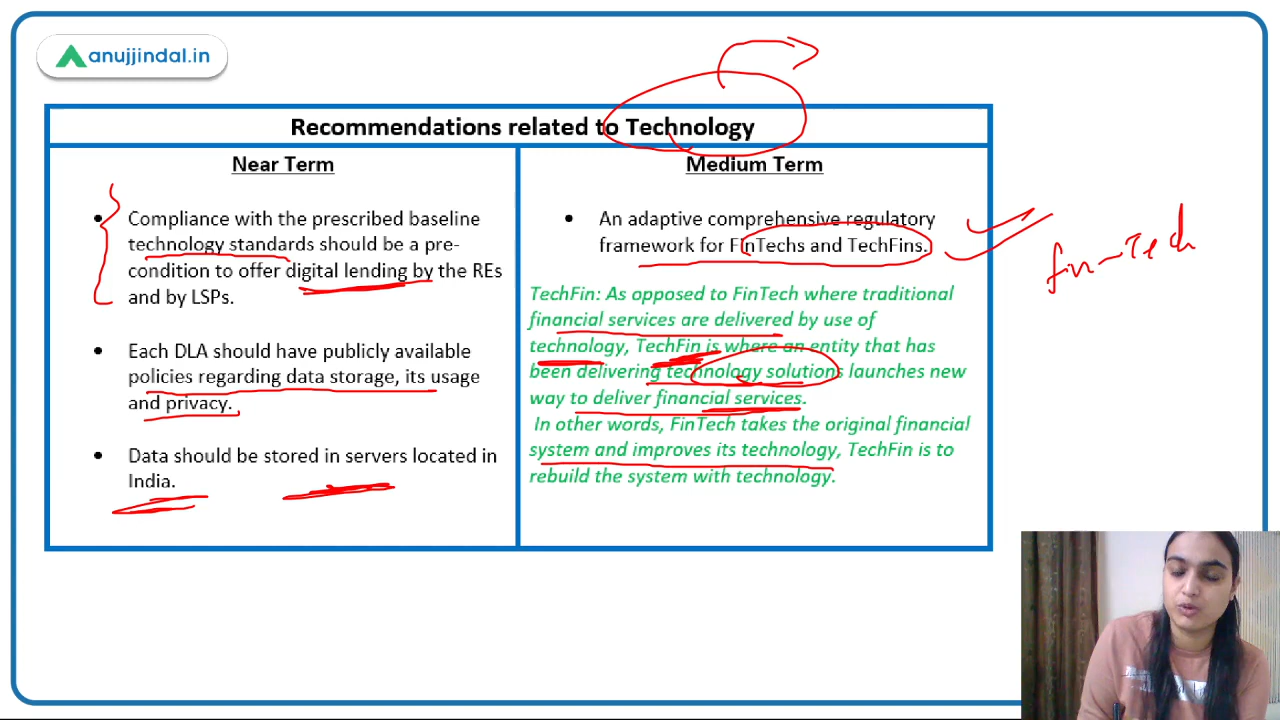 anujjindal.in
Recommendations related to Technology
Near Term
• Compliance with the prescribed baseline
technology standards should be a pre-
condition to offer digital lending by the REs
and by LSPs.
• Each DLA should have publicly available
policies regarding data storage, its usage
and privacy.
• Data should be stored in servers located in
India.
Medium Term
• An adaptive comprehensive regulatory
framework for FinTechs and TechFins.
TechFin: As opposed to FinTech where traditional
financial services are delivered by use of
technology, TechFin is where an entity that has
been delivering technology solutions launches new
way to deliver financial services.
In other words, FinTech takes the original financial
system and improves its technology, TechFin is to
rebuild the system with technology.
fin-Tech